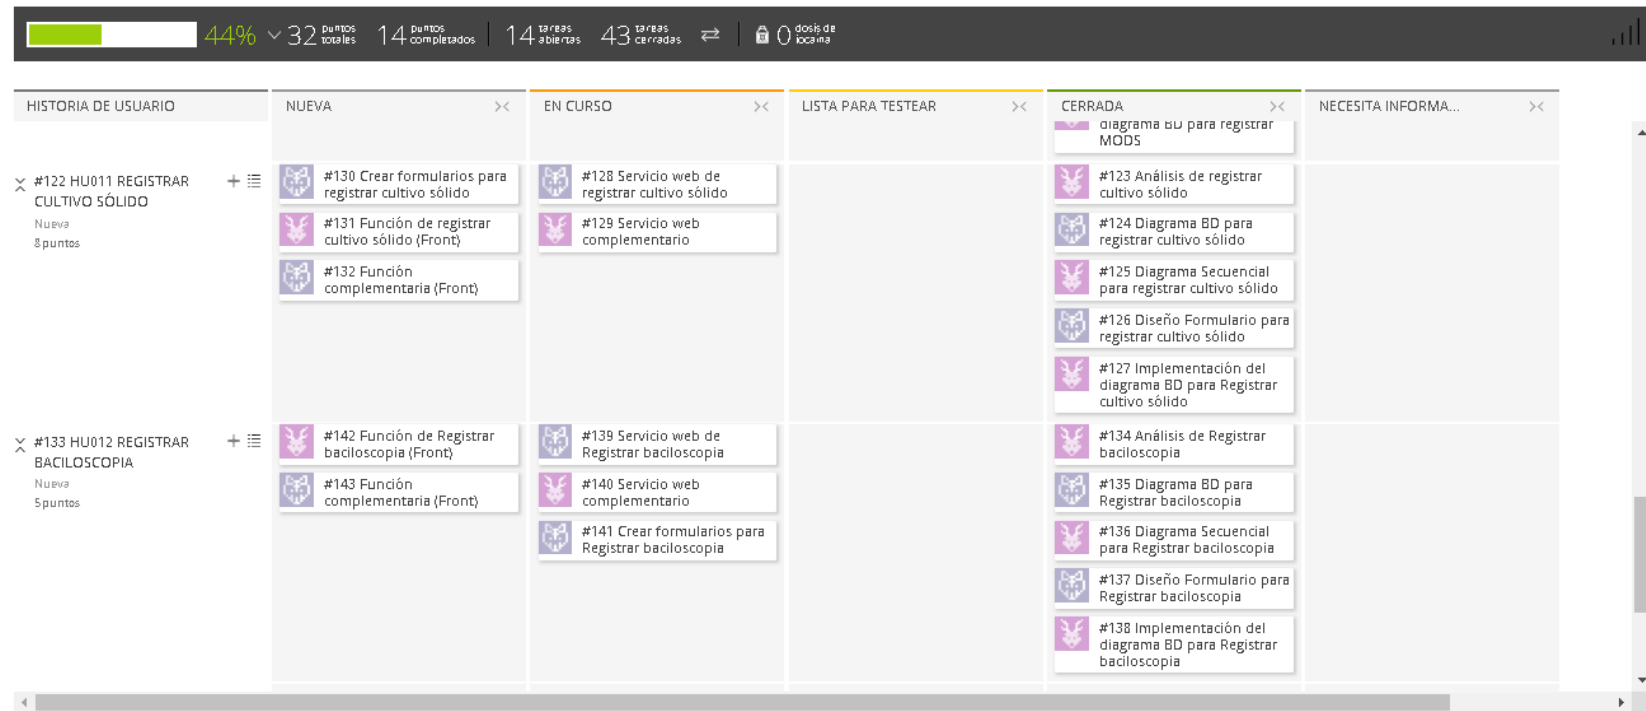 44% 32 puntos totales 14 puntos completados 14 tareas abiertas 43 tareas cerradas 0 dosis de iocaina
HISTORIA DE USUARIO
NUEVA
EN CURSO
LISTA PARA TESTEAR
CERRADA
NECESITA INFORMA...
diagrama BD para registrar
MODS
#122 HU011 REGISTRAR
CULTIVO SÓLIDO
Nueva
8 puntos
#130 Crear formularios para
registrar cultivo sólido
#131 Función de registrar
cultivo sólido (Front)
#132 Función
complementaria (Front)
#128 Servicio web de
registrar cultivo sólido
#129 Servicio web
complementario
#123 Análisis de registrar
cultivo sólido
#124 Diagrama BD para
registrar cultivo sólido
#125 Diagrama Secuencial
para registrar cultivo sólido
#126 Diseño Formulario para
registrar cultivo sólido
#127 Implementación del
diagrama BD para Registrar
cultivo sólido
#133 HU012 REGISTRAR
BACILOSCOPIA
Nueva
5 puntos
#142 Función de Registrar
baciloscopia (Front)
#143 Función
complementaria (Front)
#139 Servicio web de
Registrar baciloscopia
#140 Servicio web
complementario
#141 Crear formularios para
Registrar baciloscopia
#134 Análisis de Registrar
baciloscopia
#135 Diagrama BD para
Registrar baciloscopia
#136 Diagrama Secuencial
para Registrar baciloscopia
#137 Diseño Formulario para
Registrar baciloscopia
#138 Implementación del
diagrama BD para Registrar
baciloscopia